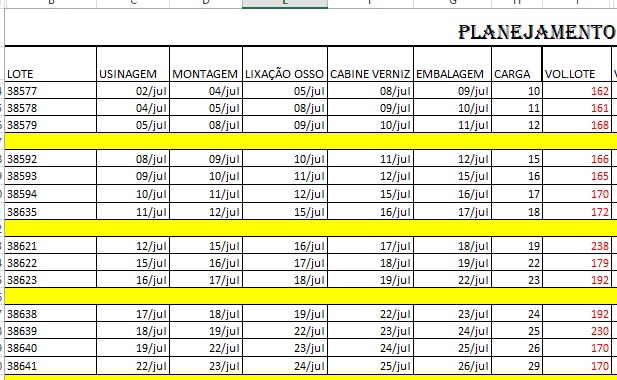 PLANEJAMENTO
LOTE USINAGEM MONTAGEM LIXAÇÃO OSSO CABINE VERNIZ EMBALAGEM CARGA VOL.LOTE
38577 02/jul 04/jul 05/jul 08/jul 09/jul 10 162
38578 04/jul 05/jul 08/jul 09/jul 10/jul 11 161
38579 05/jul 08/jul 09/jul 10/jul 11/jul 12 168
38592 08/jul 09/jul 10/jul 11/jul 12/jul 15 166
38593 09/jul 10/jul 11/jul 12/jul 15/jul 16 165
38594 10/jul 11/jul 12/jul 15/jul 16/jul 17 170
38635 11/jul 12/jul 15/jul 16/jul 17/jul 18 172
38621 12/jul 15/jul 16/jul 17/jul 18/jul 19 238
38622 15/jul 16/jul 17/jul 18/jul 19/jul 22 179
38623 16/jul 17/jul 18/jul 19/jul 22/jul 23 192
38638 17/jul 18/jul 19/jul 22/jul 23/jul 24 192
38639 18/jul 19/jul 22/jul 23/jul 24/jul 25 230
38640 19/jul 22/jul 23/jul 24/jul 25/jul 26 170
38641 22/jul 23/jul 24/jul 25/jul 26/jul 29 170